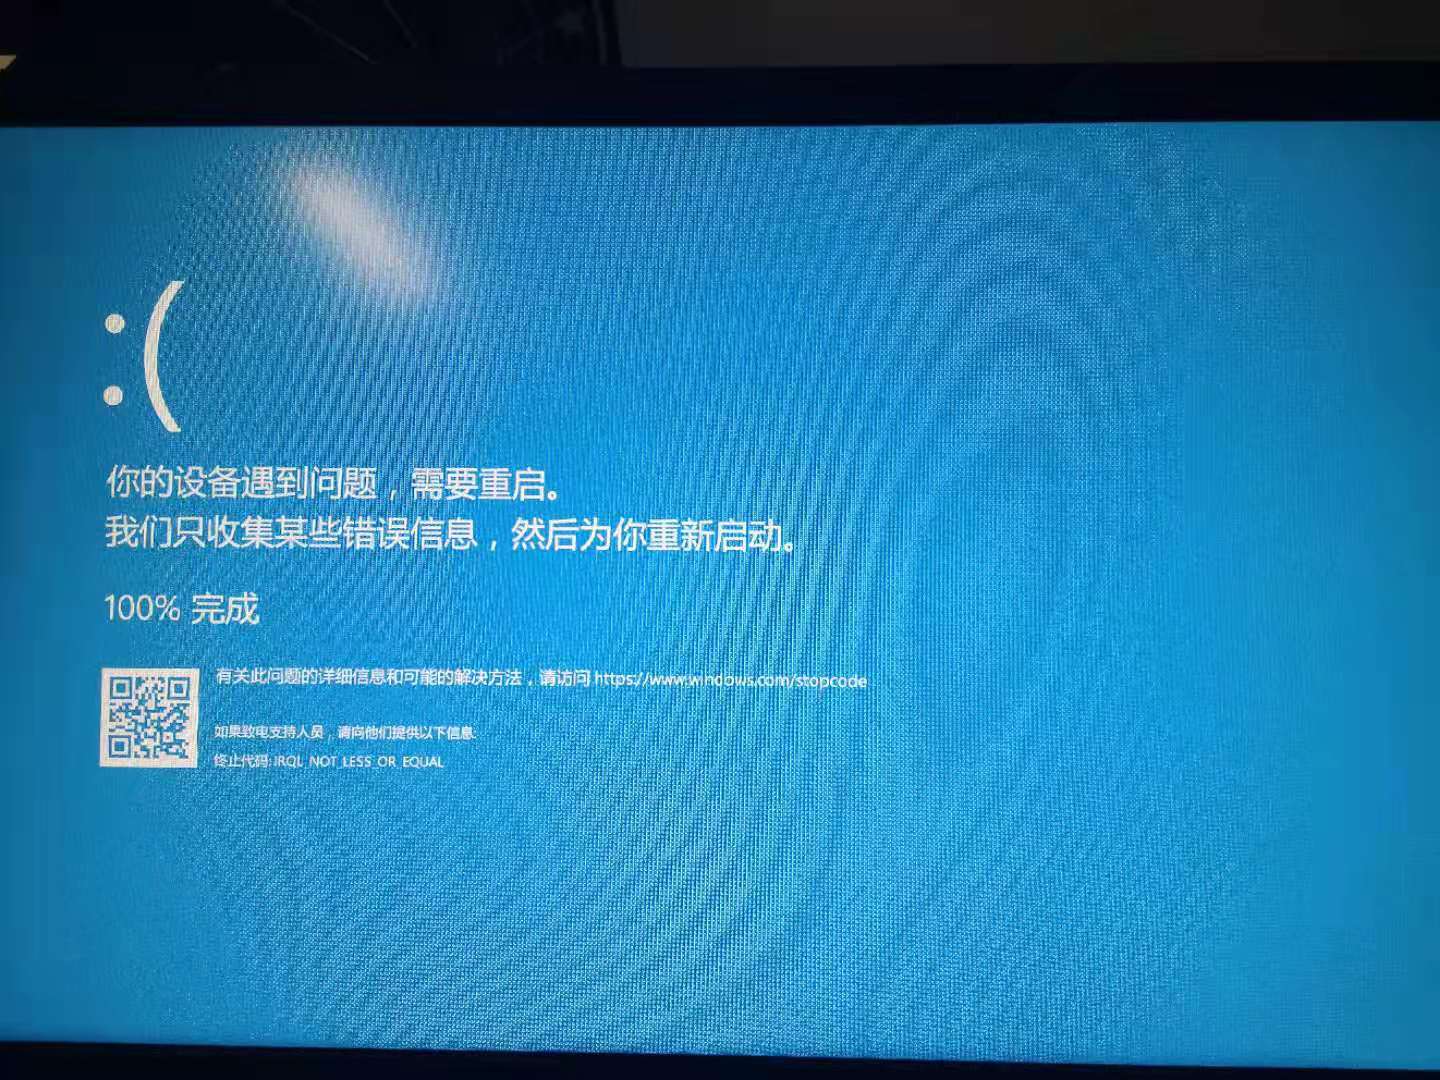 :(
你的设备遇到问题，需要重启。
我们只收集某些错误信息，然后为你重新启动。
100% 完成
有关此问题的详细信息和可能的解决方法，请访问 https://www.windows.com/stopcode
如果致电支持人员，请向他们提供以下信息:
终止代码: IRQL_NOT_LESS_OR_EQUAL